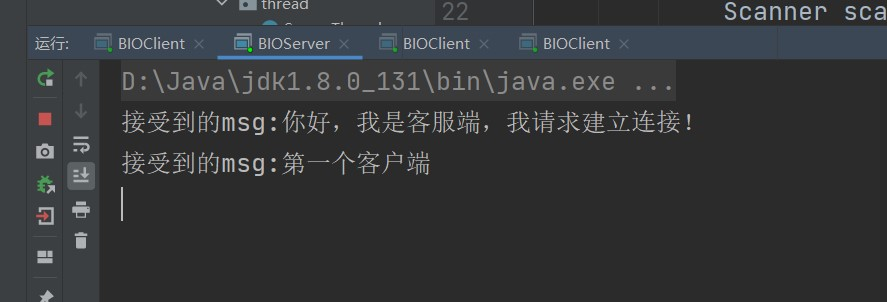 thread
22
Scanner sca
运行: BIOClient BIOServer BIOClient BIOClient
D:\Java\jdk1.8.0_131\bin\java.exe ...
接受到的msg:你好，我是客服端，我请求建立连接！
接受到的msg:第一个客户端